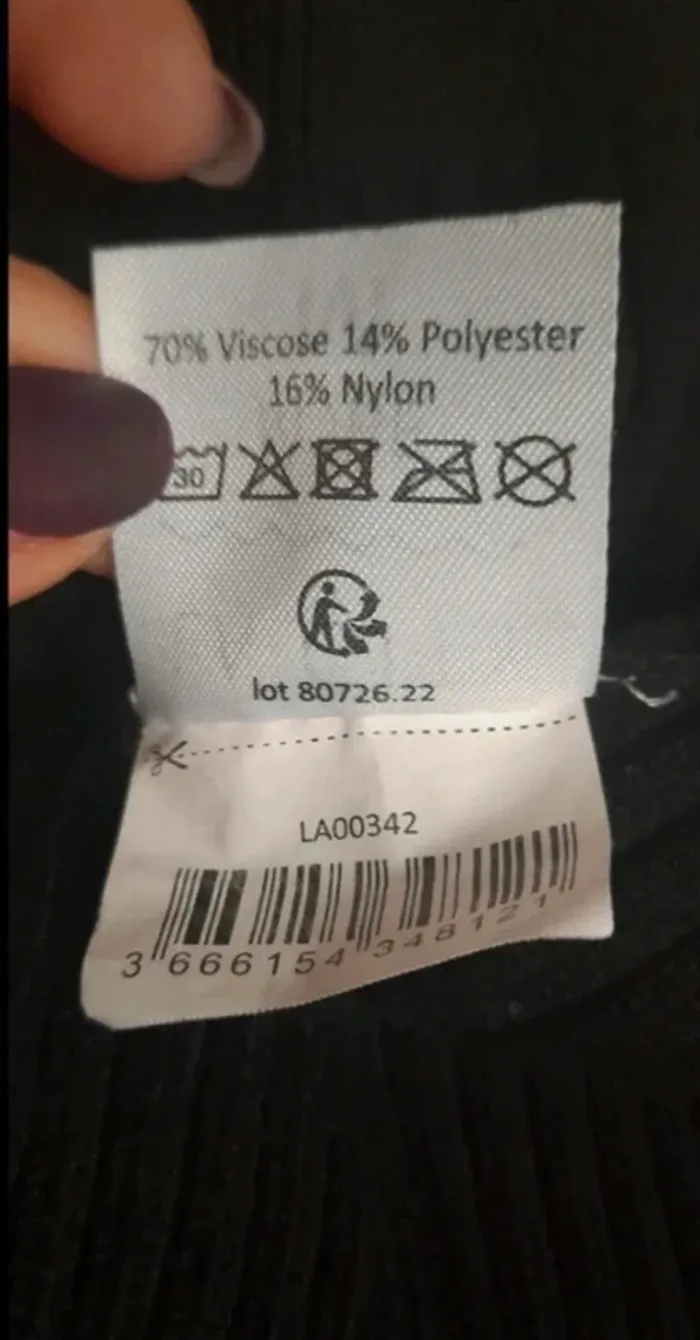 70% Viscose 14% Polyester
16% Nylon
30
lot 80726.22
LA00342
3 666154 348121